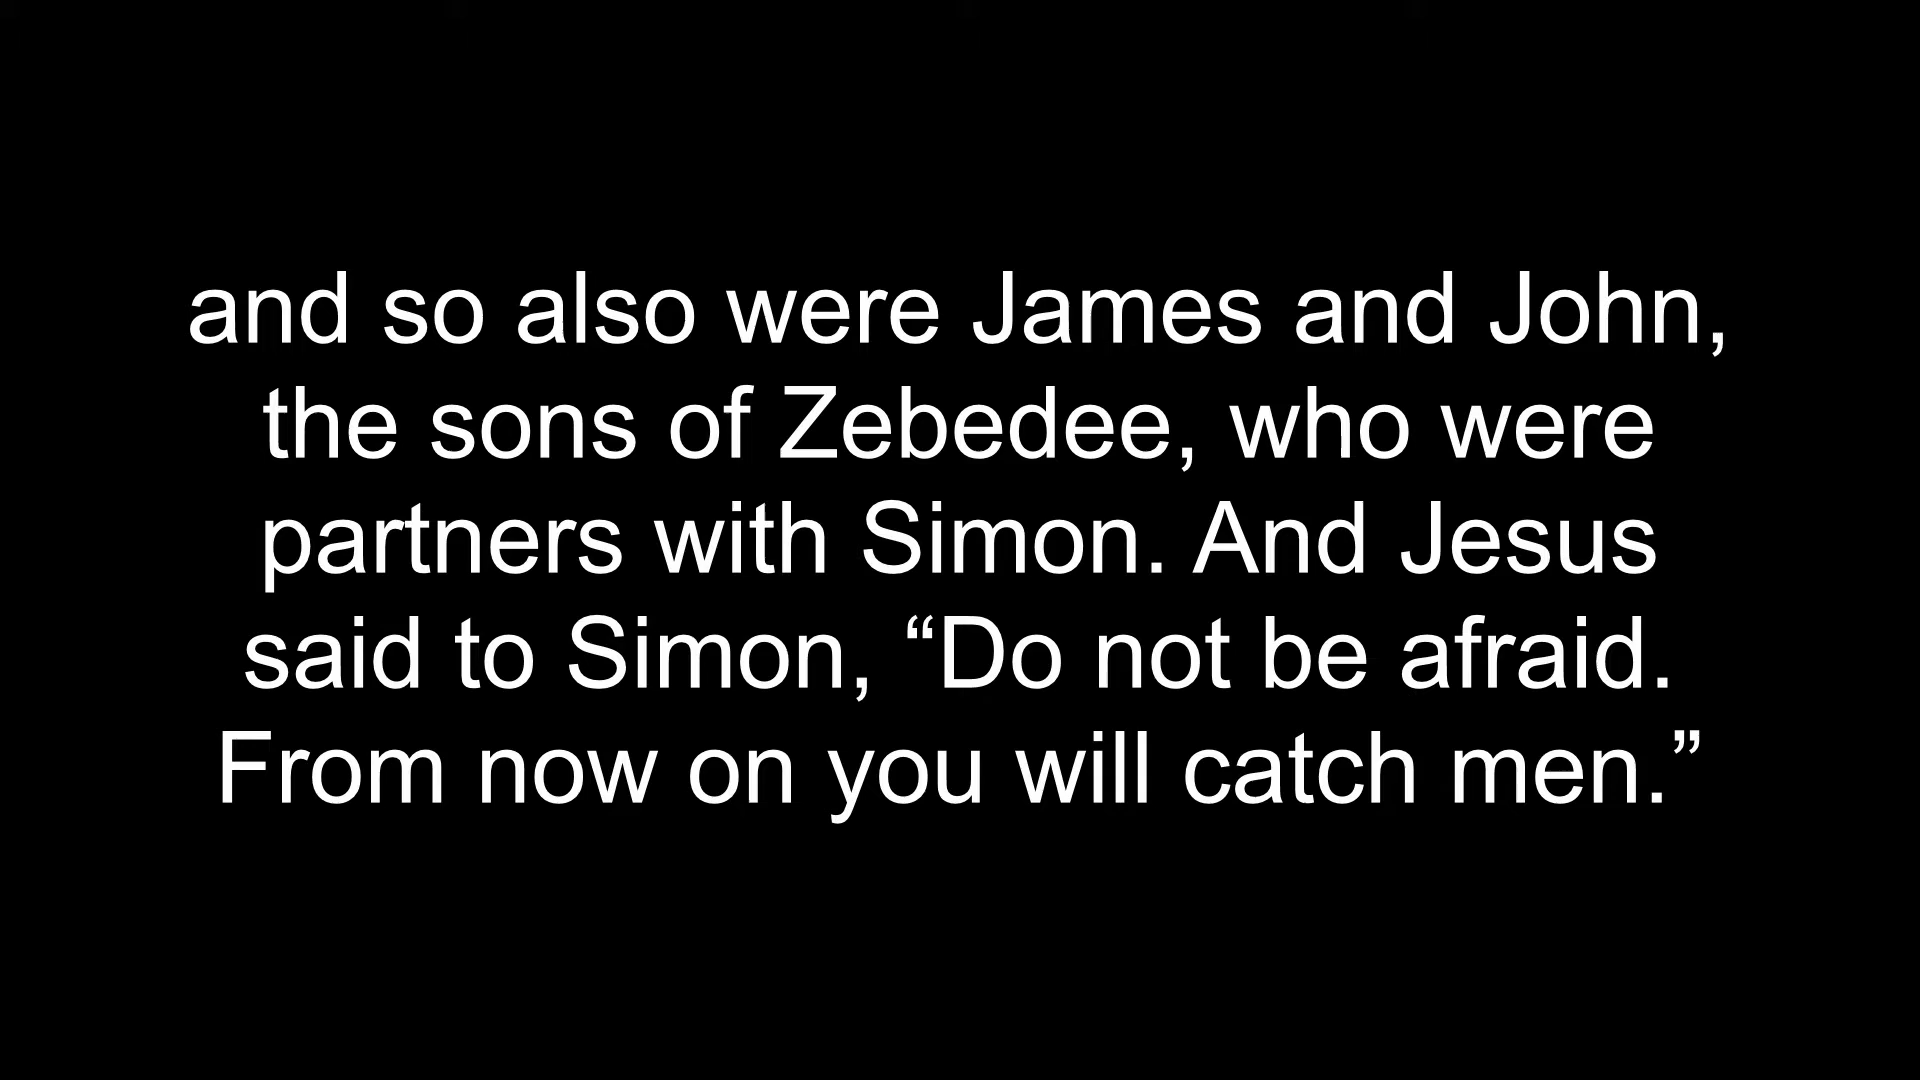 and so also were James and John,
the sons of Zebedee, who were
partners with Simon. And Jesus
said to Simon, “Do not be afraid.
From now on you will catch men.”